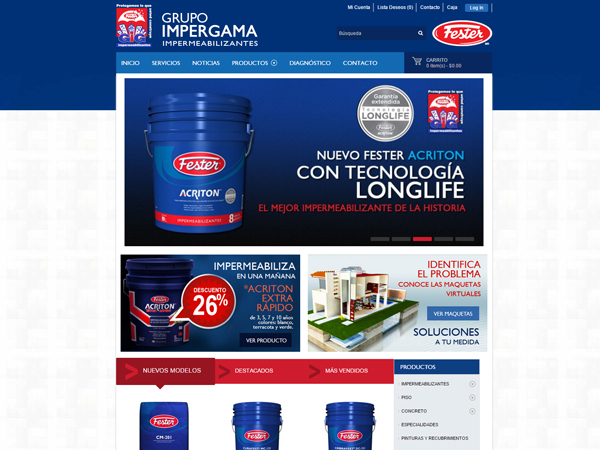 Mi Cuenta
Lista Deseos (0)
Contacto
Caja
Log In
GRUPO
IMPERGAMA
IMPERMEABILIZANTES
Búsqueda
Fester
INICIO
SERVICIOS
NOTICIAS
PRODUCTOS
DIAGNÓSTICO
CONTACTO
CARRITO
0 item(s) - $0.00
Garantía
extendida
Tecnología
LONGLIFE
Fester
ACRITON
IMPERMEABILIZANTES
8
NUEVO FESTER ACRITON
CON TECNOLOGÍA
LONGLIFE
EL MEJOR IMPERMEABILIZANTE DE LA HISTORIA
ACRITON
DESCUENTO
26%
IMPERMEABILIZA
EN UNA MAÑANA
*ACRITON
EXTRA
RÁPIDO
de 3, 5, 7 y 10 años
colores: blanco,
terracota y verde.
VER PRODUCTO
IDENTIFICA
EL PROBLEMA
CONOCE LAS MAQUETAS
VIRTUALES
VER MAQUETAS
SOLUCIONES
A TU MEDIDA
NUEVOS MODELOS
DESTACADOS
MÁS VENDIDOS
PRODUCTOS
IMPERMEABILIZANTES
PISO
CONCRETO
ESPECIALIDADES
PINTURAS Y RECUBRIMIENTOS
Fester
CM-201
Fester
Fester